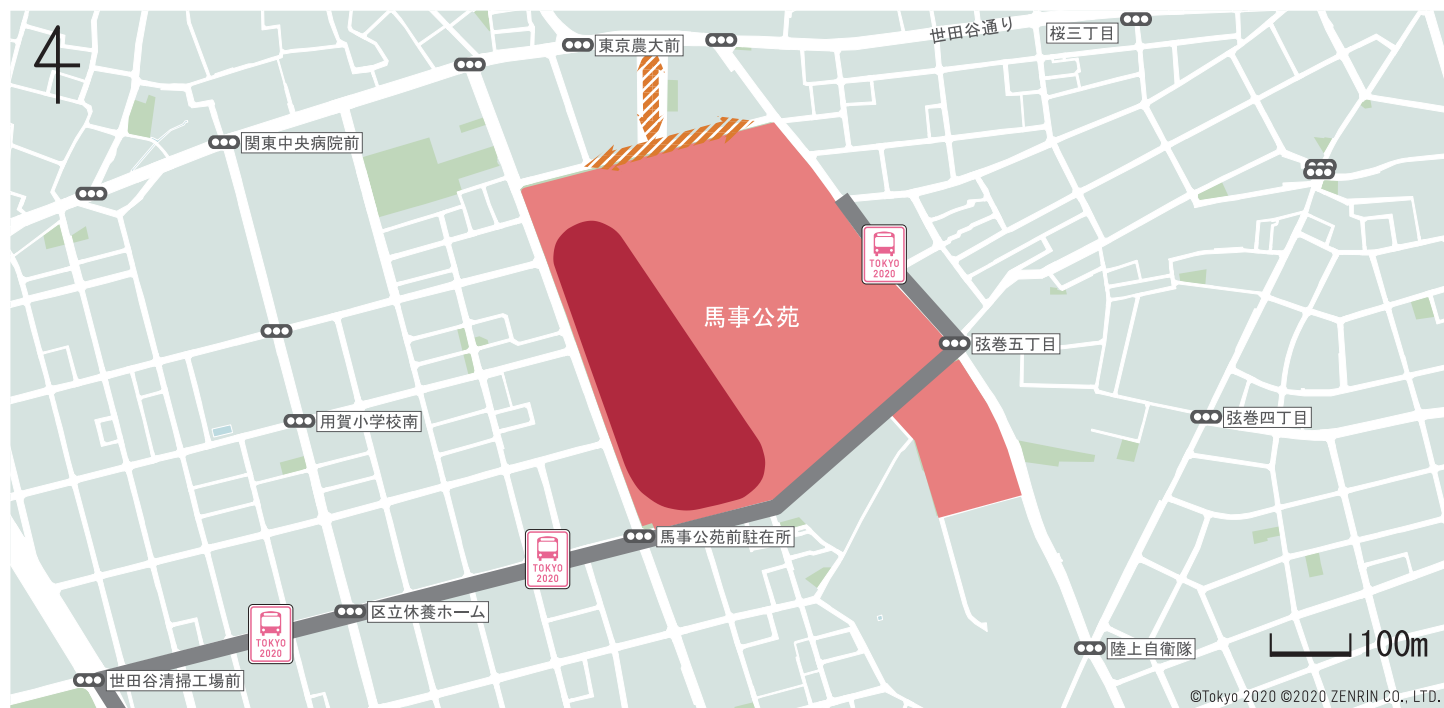 世田谷通り
桜三丁目
東京農大前
関東中央病院前
TOKYO
2020
馬事公苑
弦巻五丁目
用賀小学校南
弦巻四丁目
馬事公苑前駐在所
TOKYO
2020
区立休養ホーム
TOKYO
2020
陸上自衛隊
100m
世田谷清掃工場前
©Tokyo 2020 ©2020 ZENRIN CO., LTD.